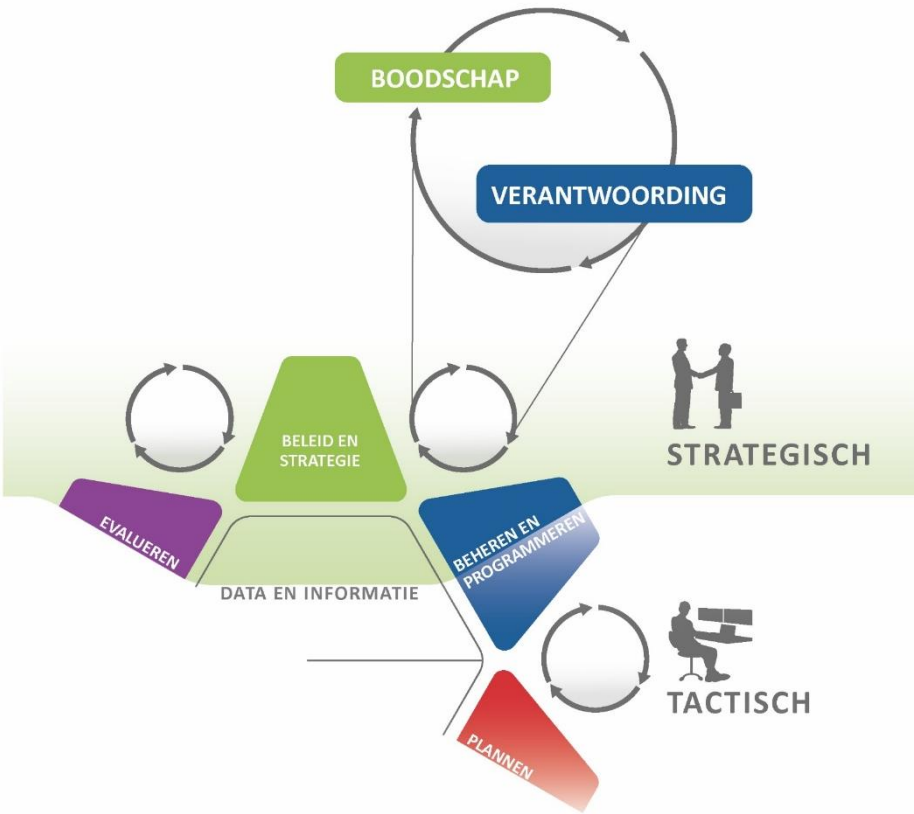 BOODSCHAP
VERANTWOORDING
BELEID EN
STRATEGIE
STRATEGISCH
EVALUEREN
BEHEREN EN
PROGRAMMEREN
DATA EN INFORMATIE
TACTISCH
PLANNEN